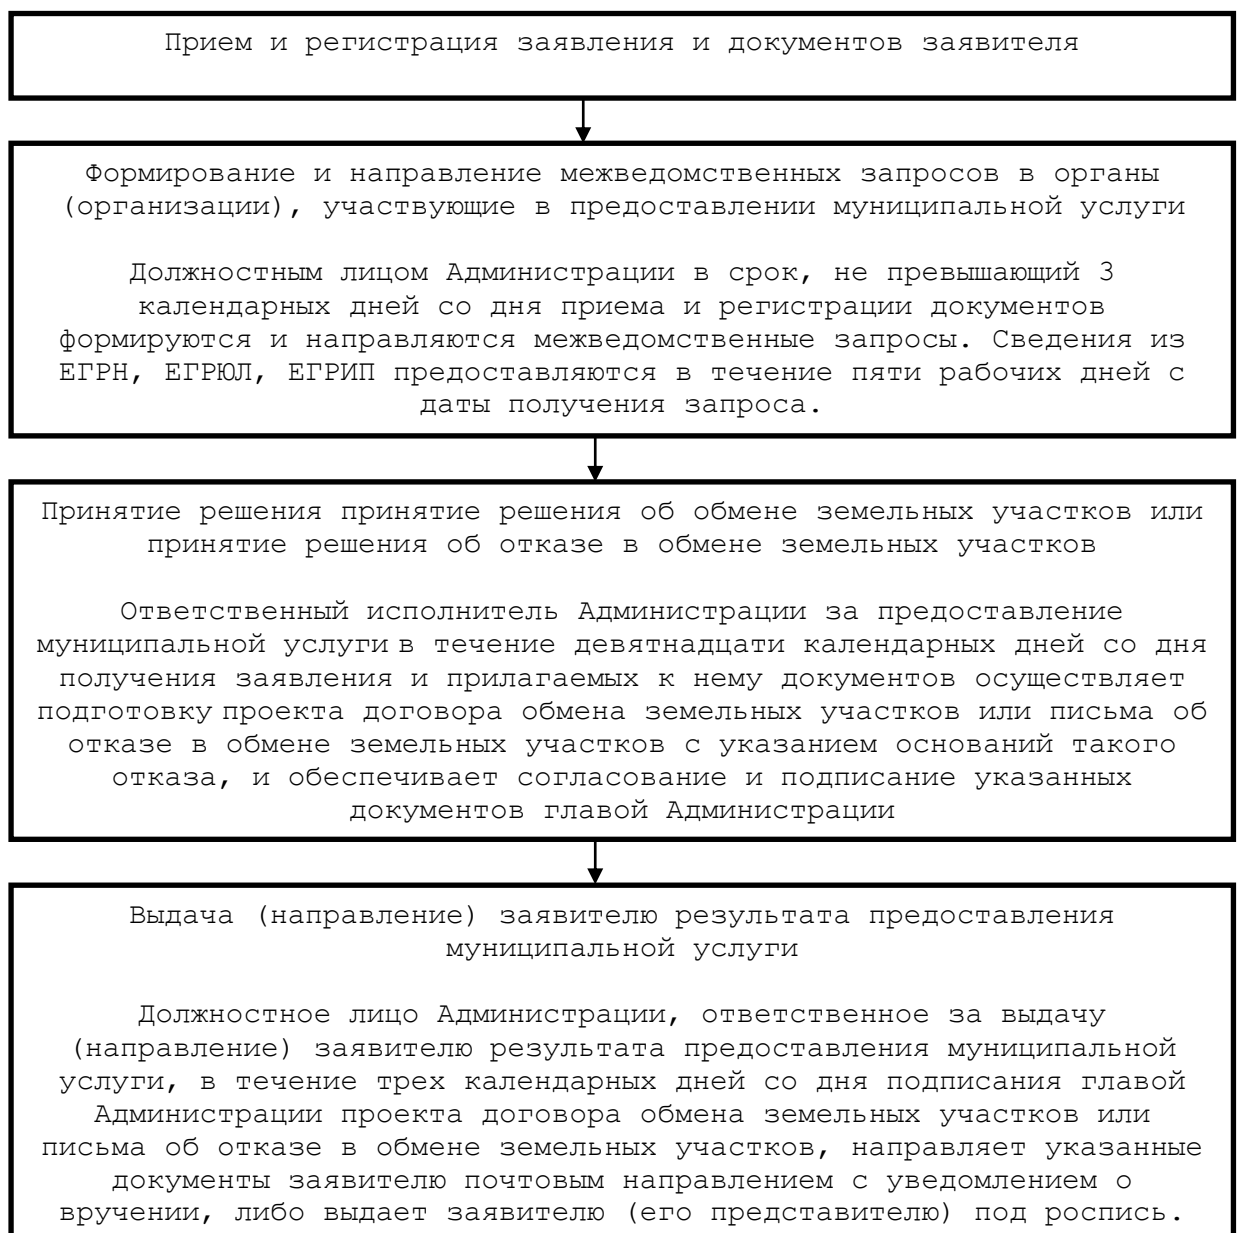 Прием и регистрация заявления и документов заявителя
Формирование и направление межведомственных запросов в органы
(организации), участвующие в предоставлении муниципальной услуги
Должностным лицом Администрации в срок, не превышающий 3
календарных дней со дня приема и регистрации документов
формируются и направляются межведомственные запросы. Сведения из
ЕГРН, ЕГРЮЛ, ЕГРИП предоставляются в течение пяти рабочих дней с
даты получения запроса.
Принятие решения принятие решения об обмене земельных участков или
принятие решения об отказе в обмене земельных участков
Ответственный исполнитель Администрации за предоставление
муниципальной услуги в течение девятнадцати календарных дней со дня
получения заявления и прилагаемых к нему документов осуществляет
подготовку проекта договора обмена земельных участков или письма об
отказе в обмене земельных участков с указанием оснований такого
отказа, и обеспечивает согласование и подписание указанных
документов главой Администрации
Выдача (направление) заявителю результата предоставления
муниципальной услуги
Должностное лицо Администрации, ответственное за выдачу
(направление) заявителю результата предоставления муниципальной
услуги, в течение трех календарных дней со дня подписания главой
Администрации проекта договора обмена земельных участков или
письма об отказе в обмене земельных участков, направляет указанные
документы заявителю почтовым направлением с уведомлением о
вручении, либо выдает заявителю (его представителю) под роспись.